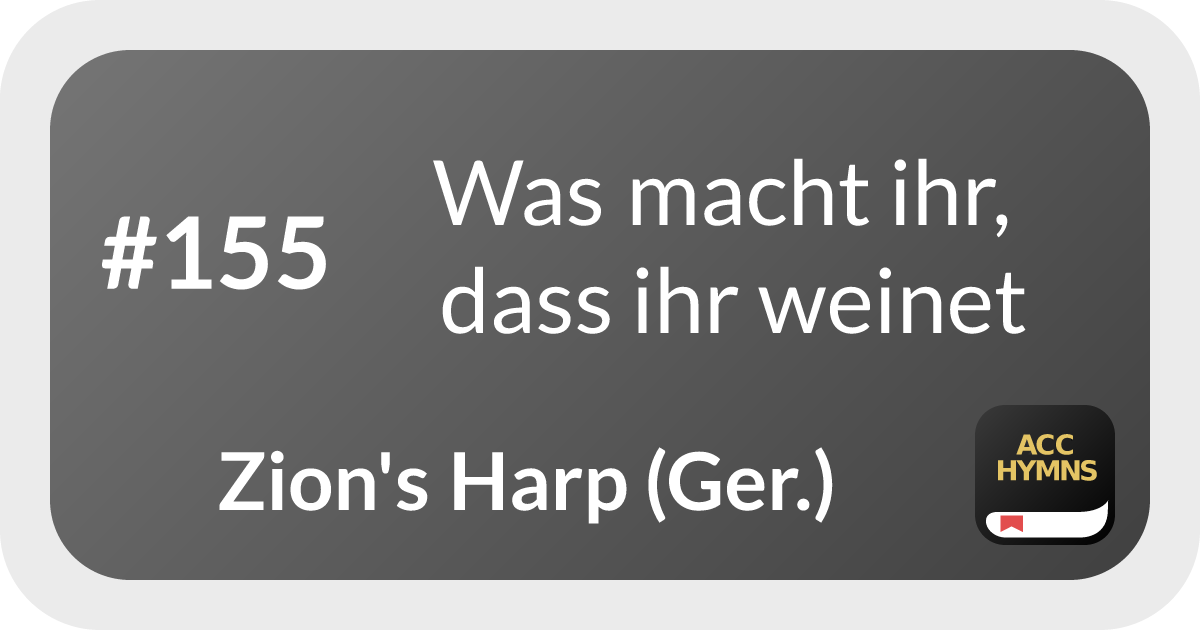 #155
Was macht ihr,
dass ihr weinet
Zion's Harp (Ger.)
ACC
HYMNS